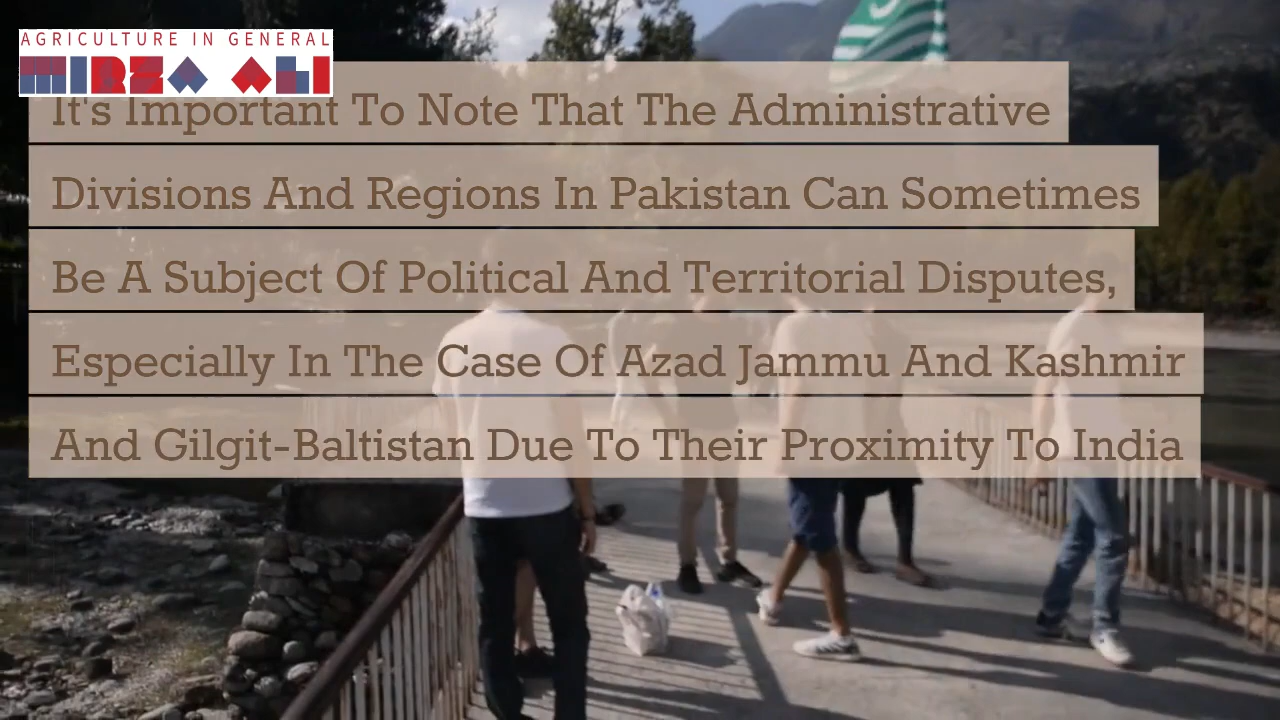 AGRICULTURE IN GENERAL
MIRZA ALI
It's Important To Note That The Administrative
Divisions And Regions In Pakistan Can Sometimes
Be A Subject Of Political And Territorial Disputes,
Especially In The Case Of Azad Jammu And Kashmir
And Gilgit-Baltistan Due To Their Proximity To India